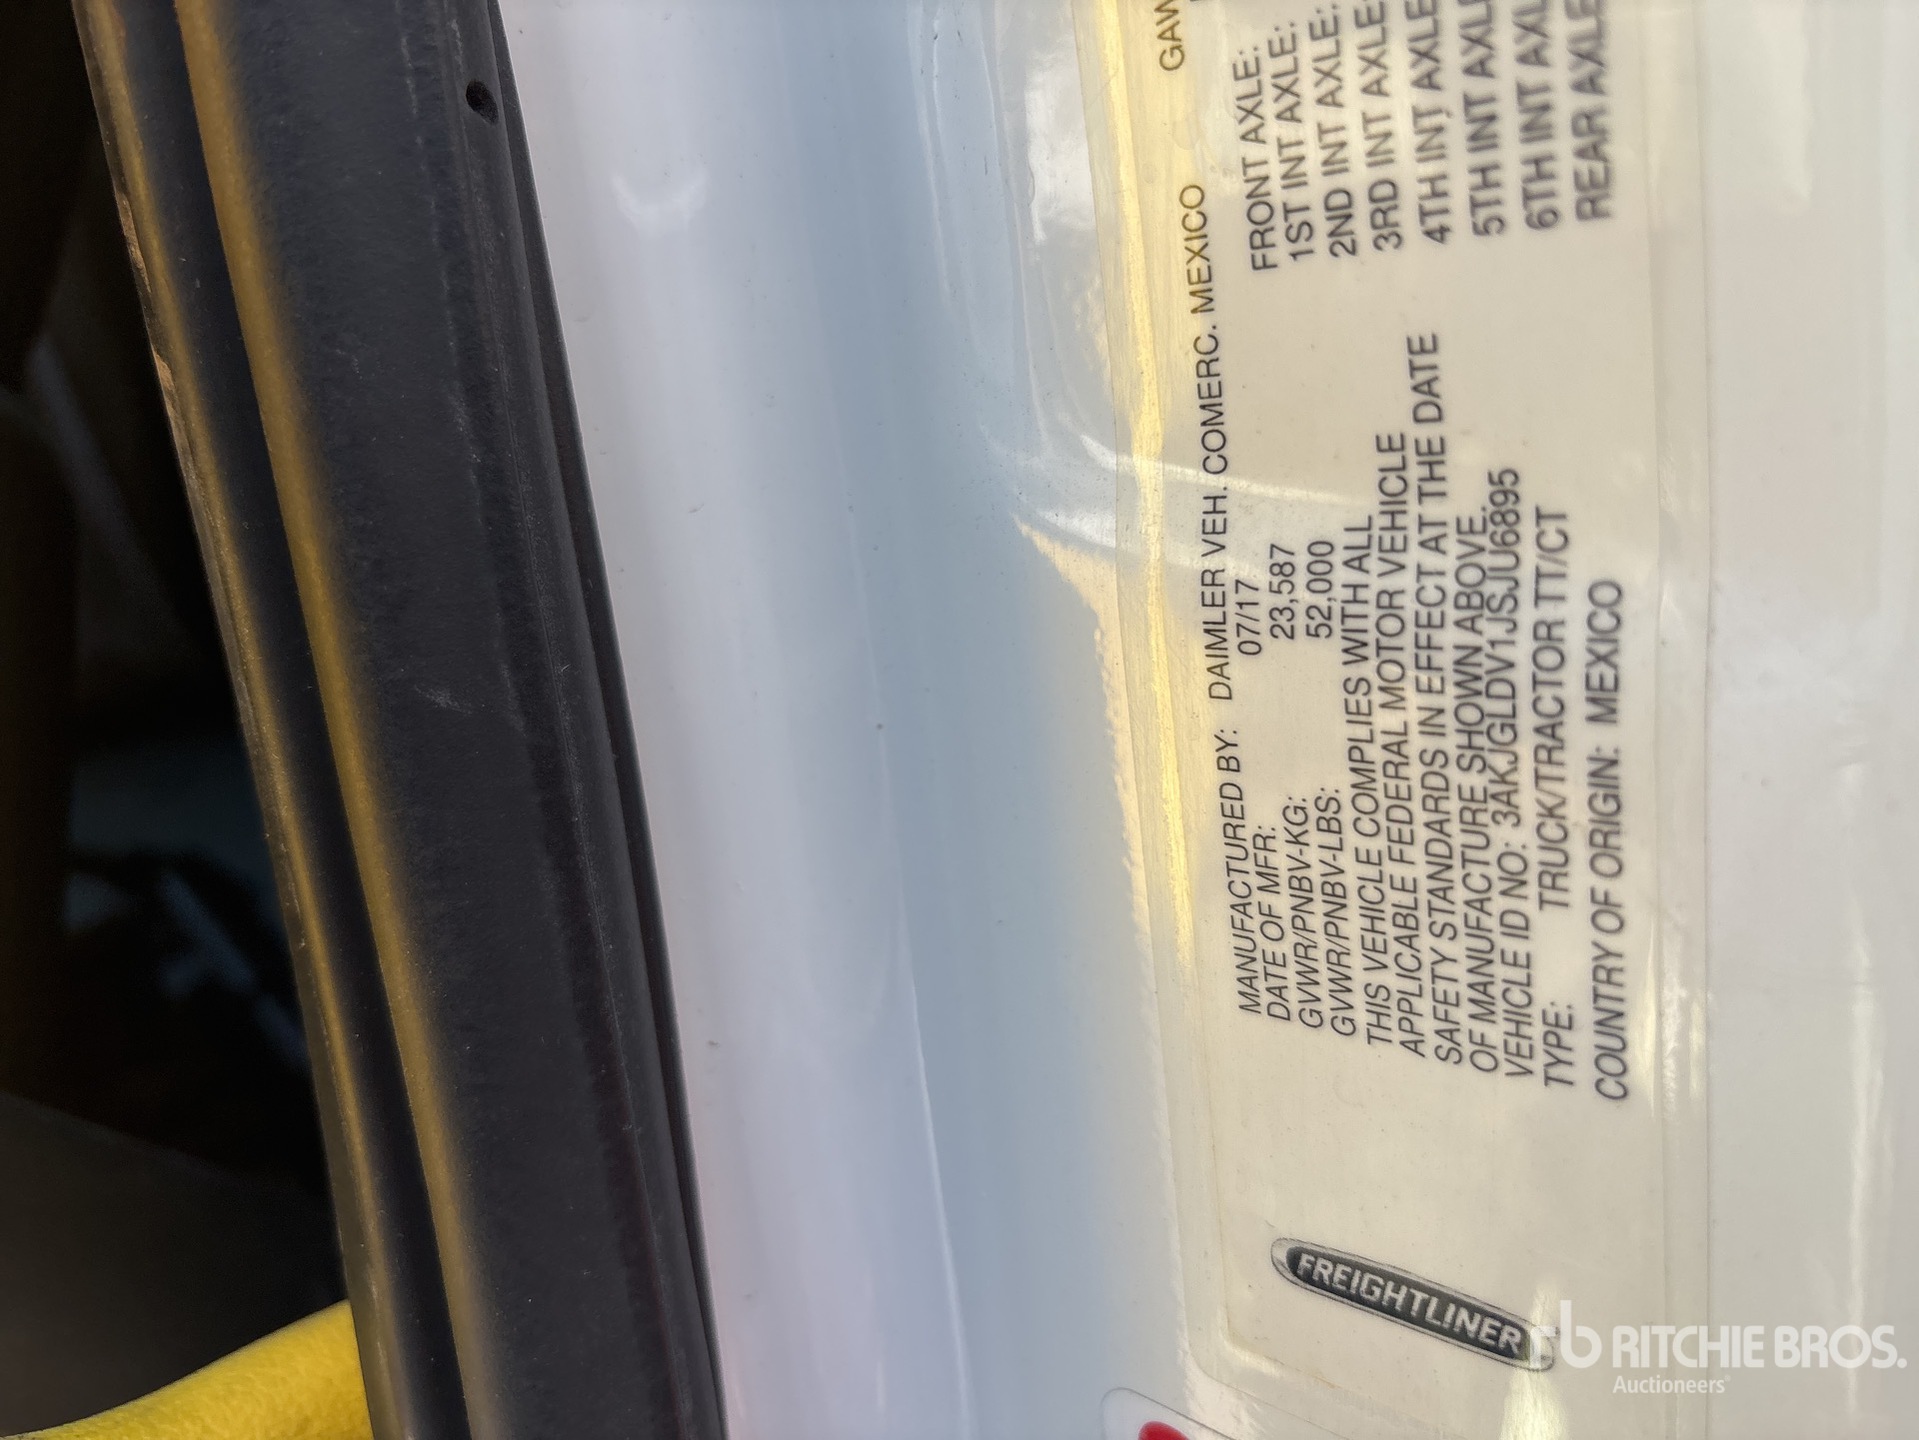 FREIGHTLINER
MANUFACTURED BY: DAIMLER VEH. COMERC. MEXICO
DATE OF MFR: 07/17
GVWR/PNBV-KG: 23,587
GVWR/PNBV-LBS: 52,000
THIS VEHICLE COMPLIES WITH ALL
APPLICABLE FEDERAL MOTOR VEHICLE
SAFETY STANDARDS IN EFFECT AT THE DATE
OF MANUFACTURE SHOWN ABOVE.
VEHICLE ID NO: 3AKJGLDV1JSJU6895
TYPE: TRUCK/TRACTOR TT/CT
COUNTRY OF ORIGIN: MEXICO
FRONT AXLE:
1ST INT AXLE:
2ND INT AXLE:
3RD INT AXLE:
4TH INT AXLE
5TH INT AXLE
6TH INT AXL
REAR AXLE
rb RITCHIE BROS.
Auctioneers